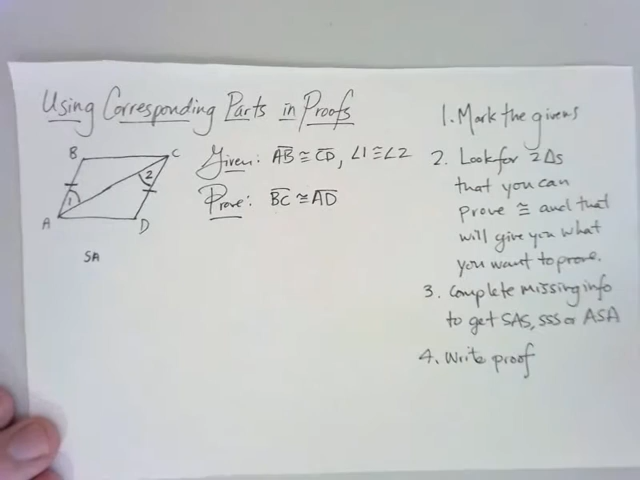 Using Corresponding Parts in Proofs
B
C
2
1
A
D
SA
Given: AB ≅ CD, ∠1 ≅ ∠2
Prove: BC ≅ AD
1. Mark the givens
2. Look for 2 Δs
that you can
prove ≅ and that
will give you what
you want to prove.
3. Complete missing info
to get SAS, SSS or ASA
4. Write proof